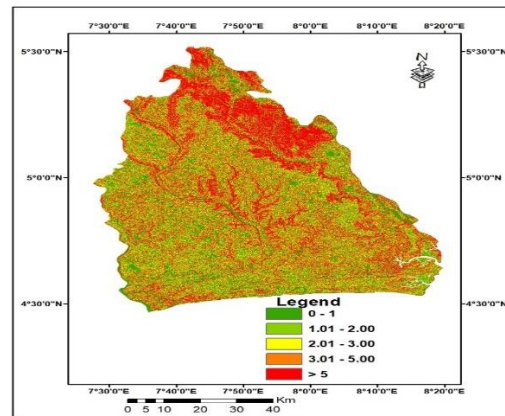 7°30'0"E 7°40'0"E 7°50'0"E 8°0'0"E 8°10'0"E 8°20'0"E
N
5°30'0"N 5°30'0"N
5°0'0"N 5°0'0"N
4°30'0"N 4°30'0"N
Legend
0 - 1
1.01 - 2.00
2.01 - 3.00
3.01 - 5.00
> 5
7°30'0"E 7°40'0"E 7°50'0"E 8°0'0"E 8°10'0"E 8°20'0"E
0 5 10 20 30 40 Km